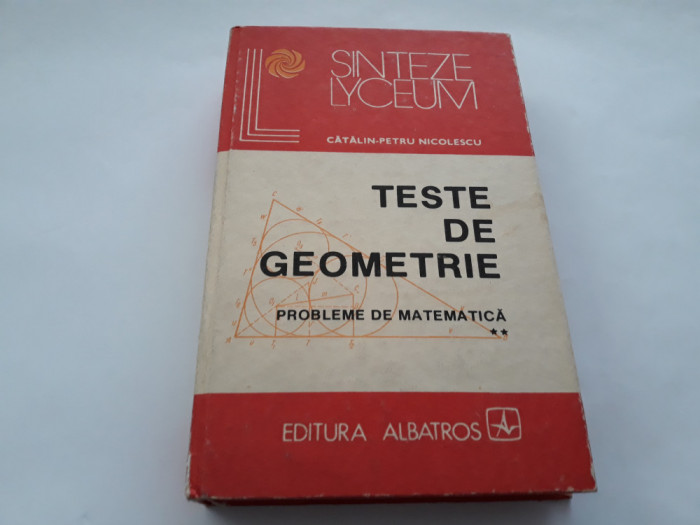 SINTEZE
LYCEUM
CĂTĂLIN-PETRU NICOLESCU
TESTE
DE
GEOMETRIE
PROBLEME DE MATEMATICĂ
**
EDITURA ALBATROS